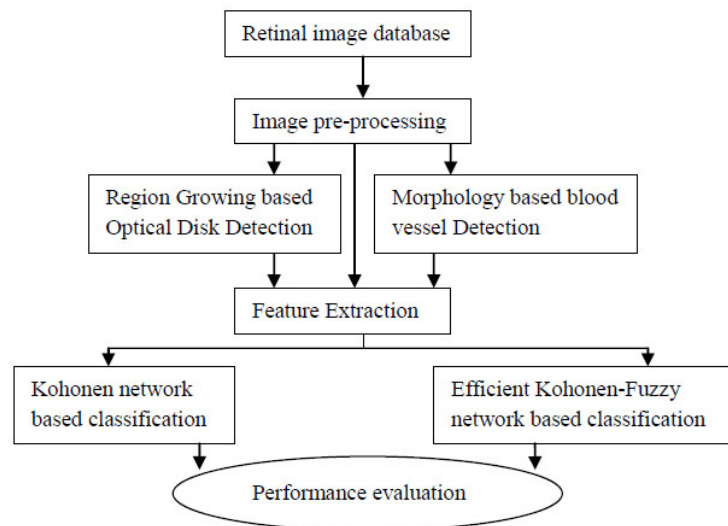 Retinal image database
Image pre-processing
Region Growing based
Optical Disk Detection
Morphology based blood
vessel Detection
Feature Extraction
Kohonen network
based classification
Efficient Kohonen-Fuzzy
network based classification
Performance evaluation